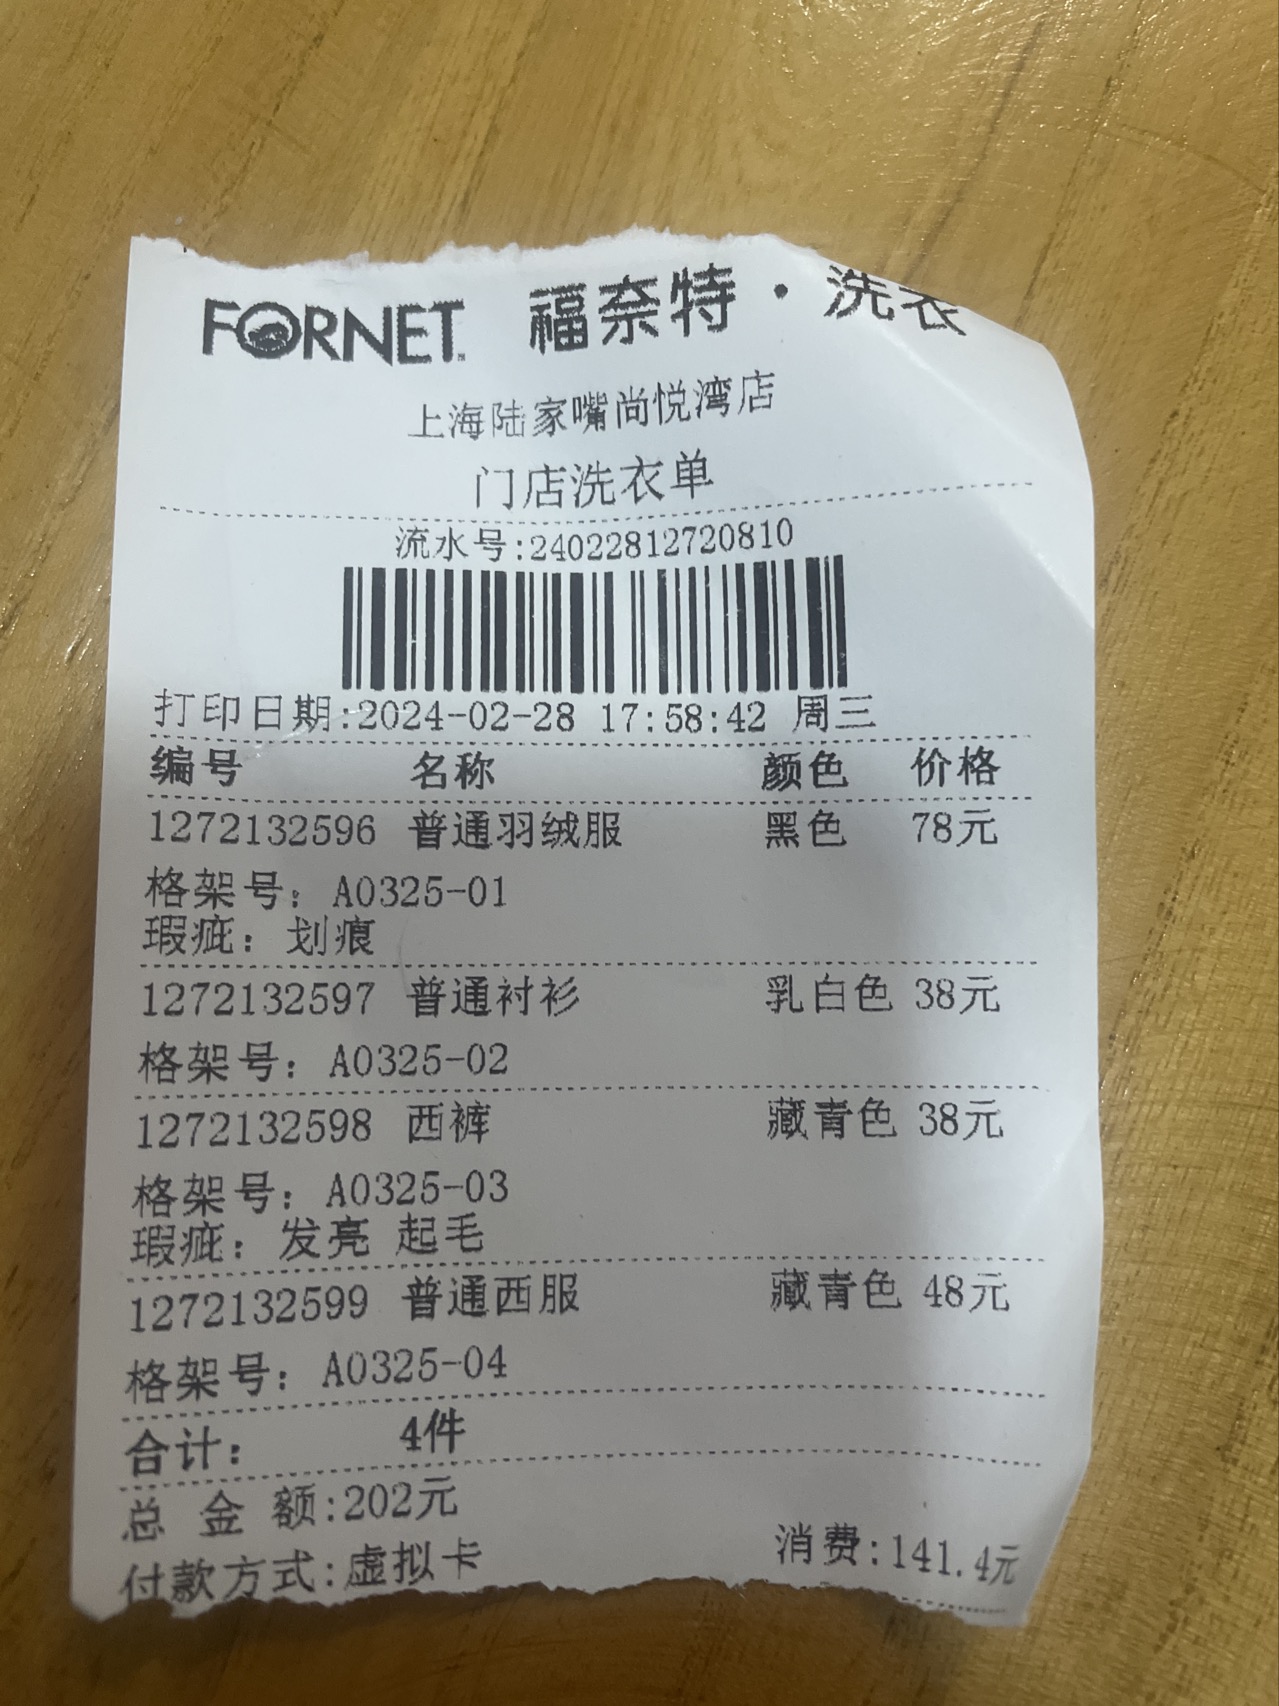 FORNET 福奈特·洗衣
上海陆家嘴尚悦湾店
门店洗衣单
流水号:24022812720810
打印日期:2024-02-28 17:58:42 周三
编号 名称 颜色 价格
1272132596 普通羽绒服 黑色 78元
格架号: A0325-01
瑕疵: 划痕
1272132597 普通衬衫 乳白色 38元
格架号: A0325-02
1272132598 西裤 藏青色 38元
格架号: A0325-03
瑕疵: 发亮 起毛
1272132599 普通西服 藏青色 48元
格架号: A0325-04
合计: 4件
总 金 额:202元
付款方式:虚拟卡 消费:141.4元